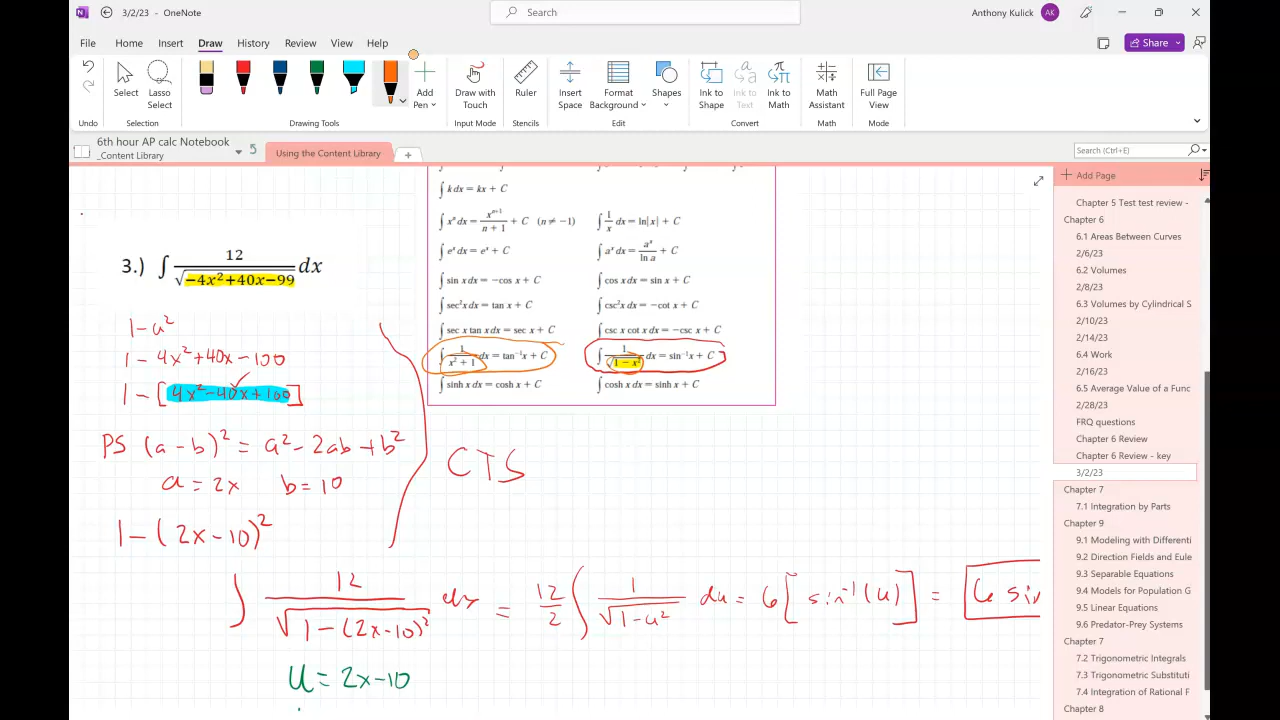 3/2/23 - OneNote
Search
Anthony Kulick AK
File Home Insert Draw History Review View Help
Share
Select
Lasso Select
Add Pen
Draw with Touch
Ruler
Insert Space
Format Background
Shapes
Ink to Shape
Ink to Text
Ink to Math
Math Assistant
Full Page View
Undo Selection Drawing Tools Input Mode Stencils Edit Convert Math Mode
6th hour AP calc Notebook
_Content Library
Using the Content Library
+
Search (Ctrl+E)
Add Page
Chapter 5 Test test review -
Chapter 6
6.1 Areas Between Curves
2/6/23
6.2 Volumes
2/8/23
6.3 Volumes by Cylindrical S
2/10/23
2/14/23
6.4 Work
2/16/23
6.5 Average Value of a Func
2/28/23
FRQ questions
Chapter 6 Review
Chapter 6 Review - key
3/2/23
Chapter 7
7.1 Integration by Parts
Chapter 9
9.1 Modeling with Differenti
9.2 Direction Fields and Eule
9.3 Separable Equations
9.4 Models for Population G
9.5 Linear Equations
9.6 Predator-Prey Systems
Chapter 7
7.2 Trigonometric Integrals
7.3 Trigonometric Substituti
7.4 Integration of Rational F
Chapter 8
∫ k dx = kx + C
∫ xⁿ dx = xⁿ⁺¹/(n + 1) + C (n ≠ −1) ∫ 1/x dx = ln|x| + C
∫ eˣ dx = eˣ + C ∫ aˣ dx = aˣ/ln a + C
∫ sin x dx = −cos x + C ∫ cos x dx = sin x + C
∫ sec²x dx = tan x + C ∫ csc²x dx = −cot x + C
∫ sec x tan x dx = sec x + C ∫ csc x cot x dx = −csc x + C
∫ 1/(x² + 1) dx = tan⁻¹x + C ∫ 1/√(1 − x²) dx = sin⁻¹x + C
∫ sinh x dx = cosh x + C ∫ cosh x dx = sinh x + C
3.) ∫ 12/√(−4x²+40x−99) dx
1−u²
1−4x²+40x−100
1−[4x²−40x+100]
PS (a−b)² = a²−2ab+b²
a = 2x b = 10
1−(2x−10)²
CTS
∫ 12/√(1−(2x−10)²) dx = 12/2 ∫ 1/√(1−u²) du = 6[sin⁻¹(u)] = 6 sin
u = 2x−10